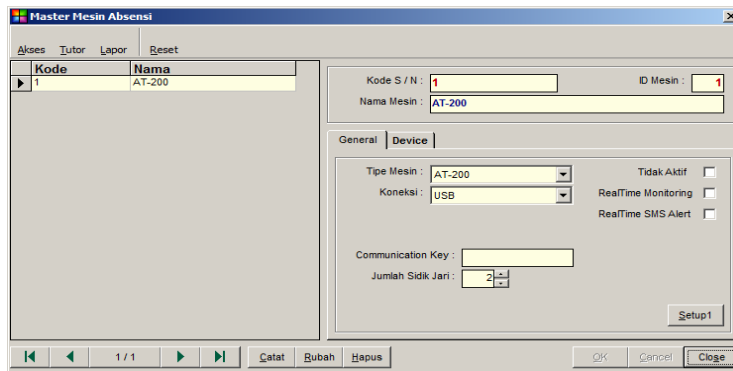 Master Mesin Absensi
Akses Tutor Lapor Reset
Kode Nama
1 AT-200
Kode S / N : 1 ID Mesin : 1
Nama Mesin : AT-200
General Device
Tipe Mesin : AT-200 Tidak Aktif
Koneksi : USB RealTime Monitoring
RealTime SMS Alert
Communication Key :
Jumlah Sidik Jari : 2
Setup1
1 / 1 Catat Rubah Hapus OK Cancel Close